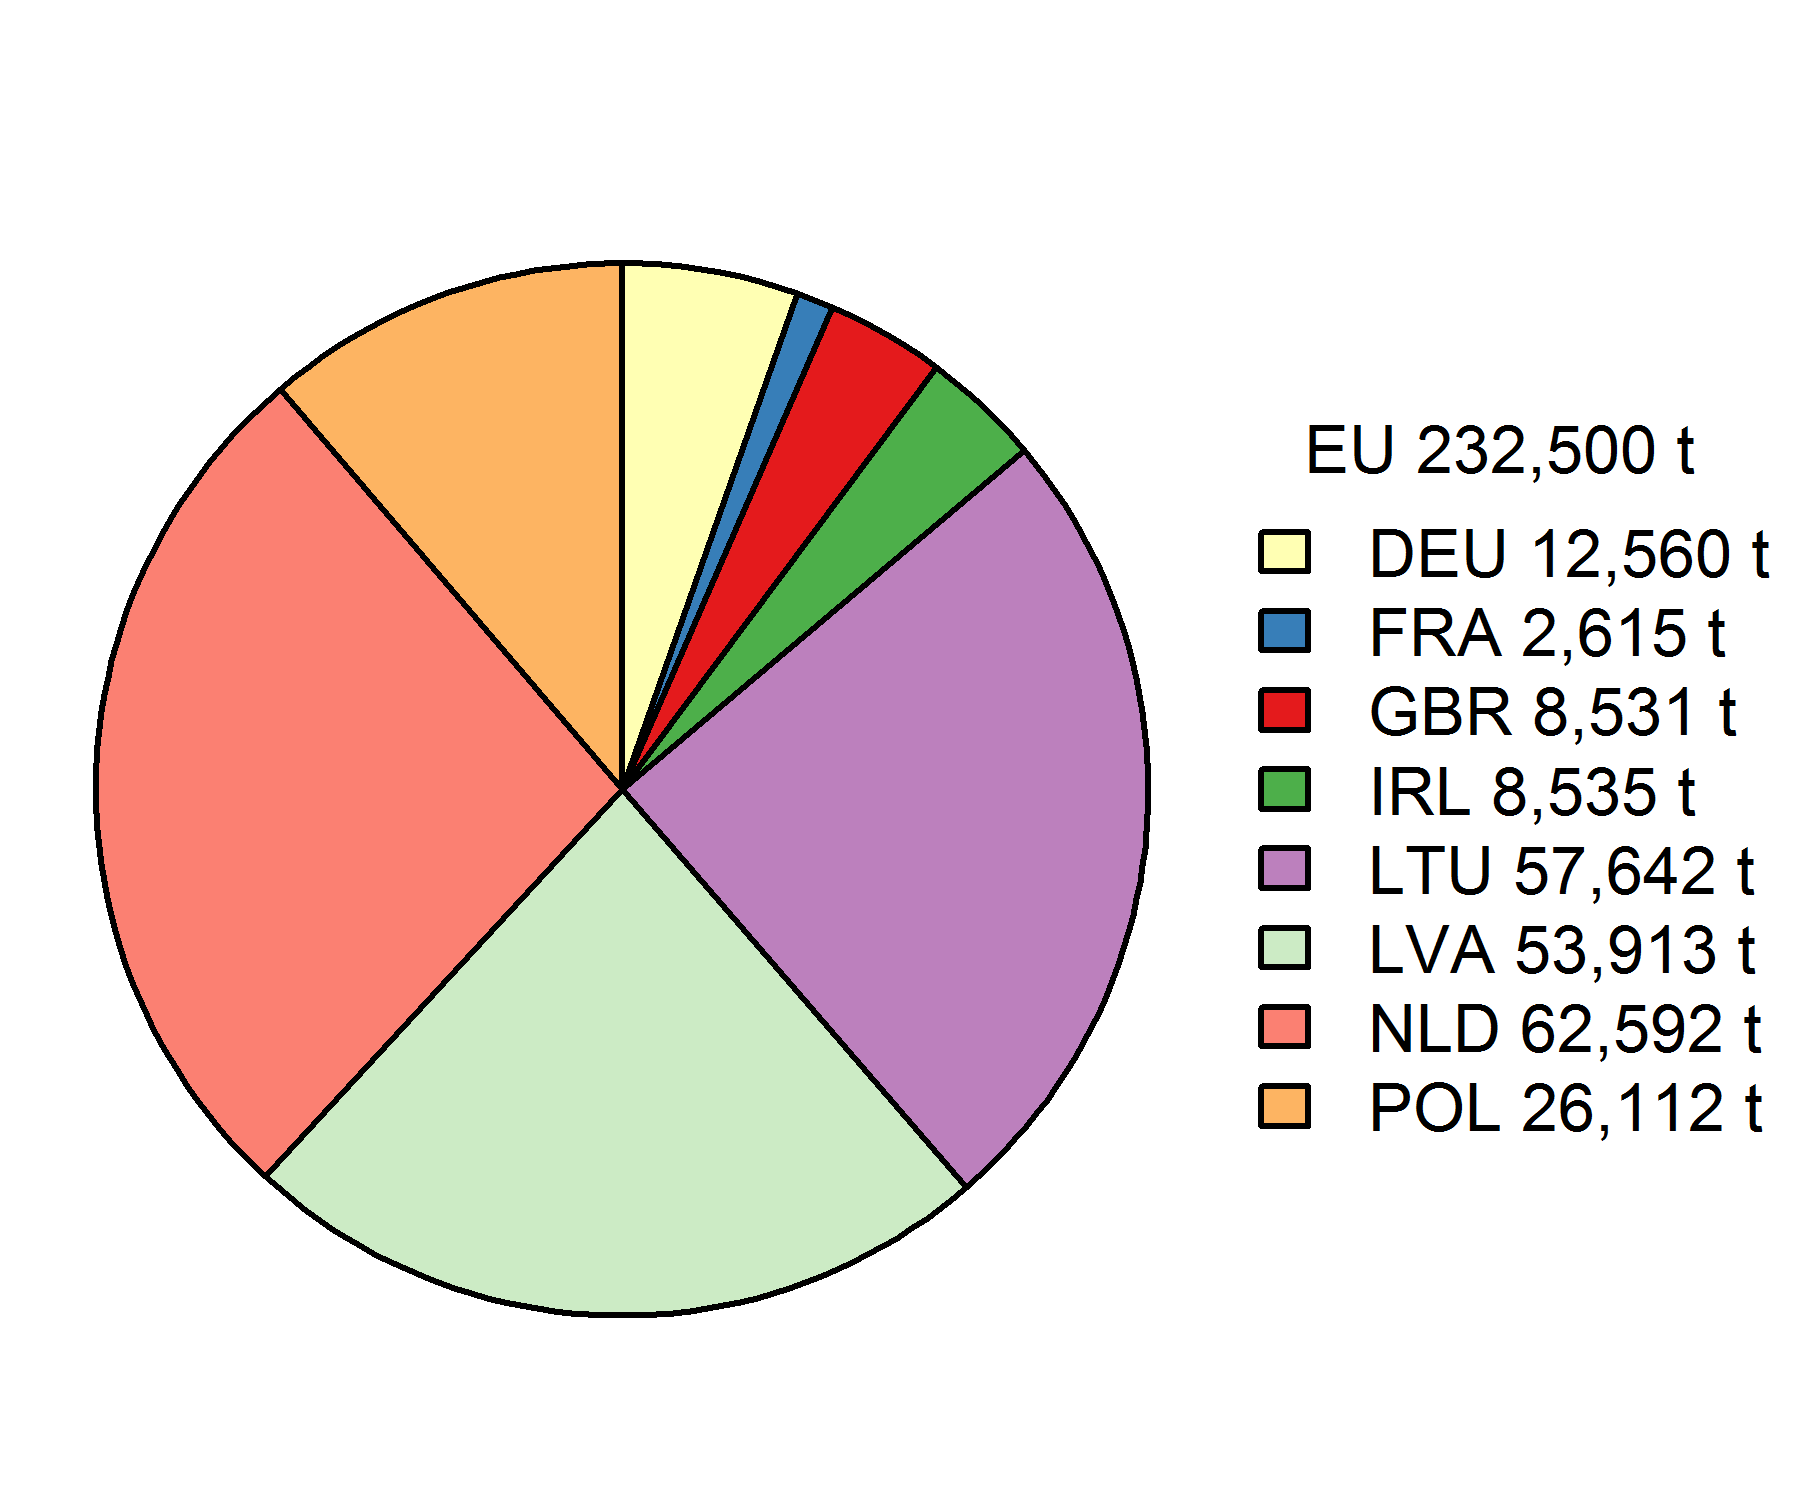 EU 232,500 t
DEU 12,560 t
FRA 2,615 t
GBR 8,531 t
IRL 8,535 t
LTU 57,642 t
LVA 53,913 t
NLD 62,592 t
POL 26,112 t